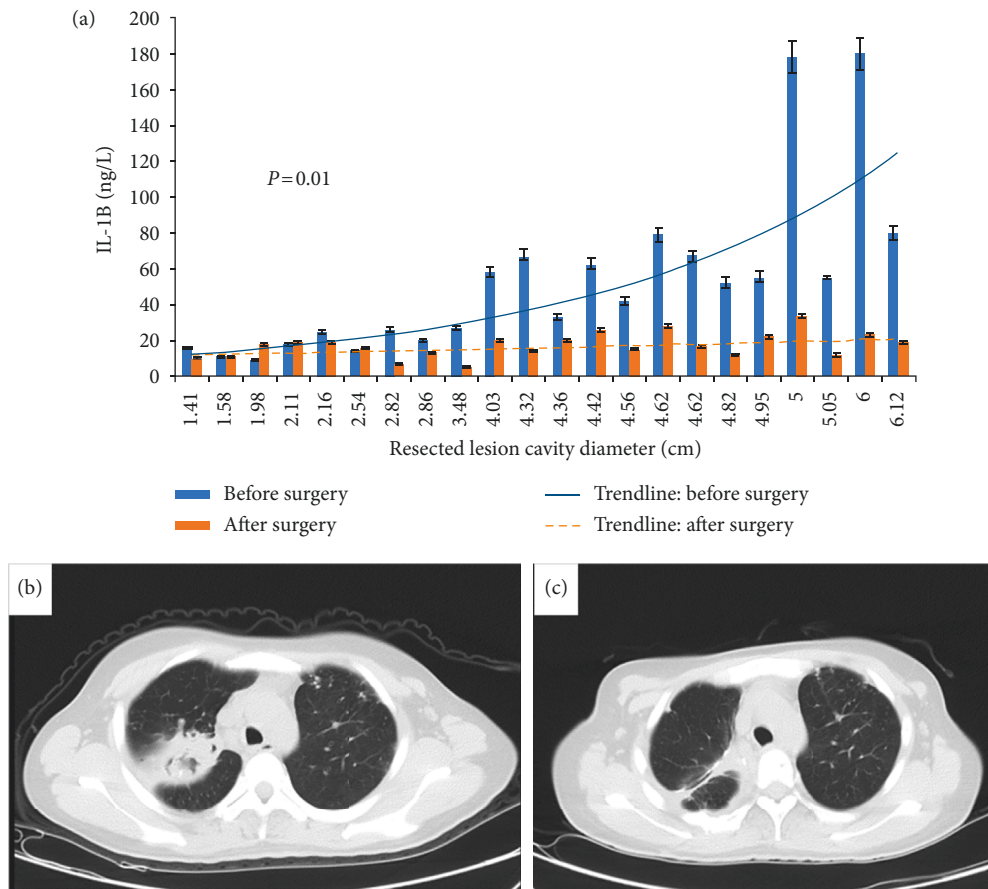 (a)
200
180
160
140
120
100
80
60
40
20
0
IL-1B (ng/L)
P=0.01
1.41 1.58 1.98 2.11 2.16 2.54 2.82 2.86 3.48 4.03 4.32 4.36 4.42 4.56 4.62 4.62 4.82 4.95 5 5.05 6 6.12
Resected lesion cavity diameter (cm)
Before surgery
Trendline: before surgery
After surgery
Trendline: after surgery
(b)
(c)